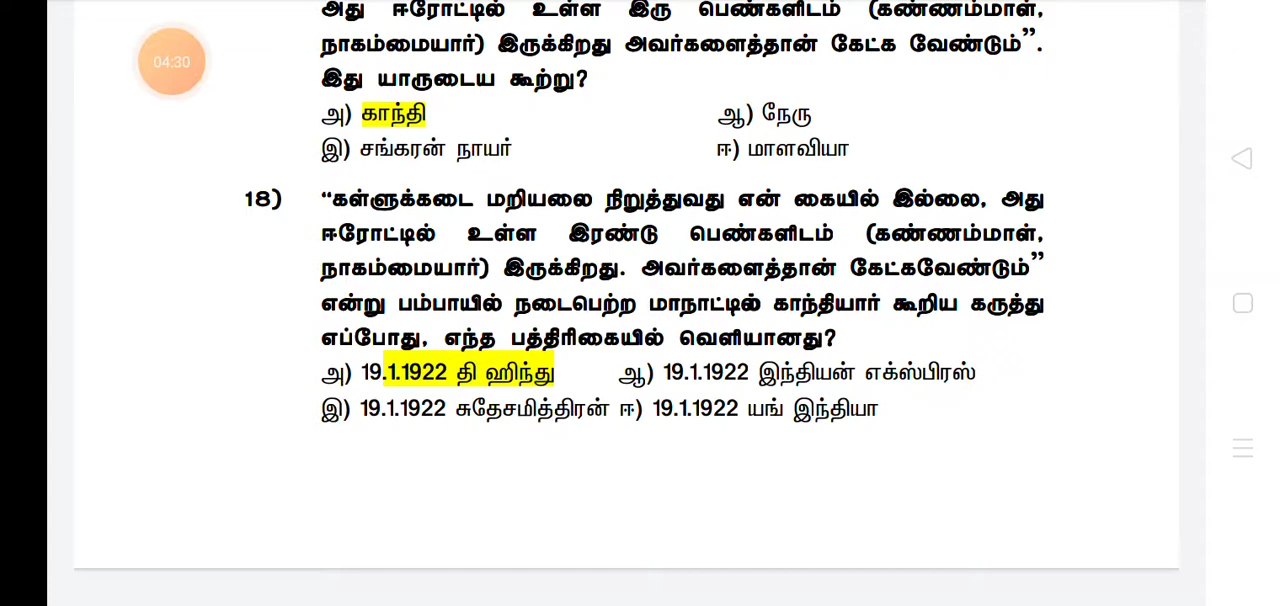 அது ஈரோட்டில் உள்ள இரு பெண்களிடம் (கண்ணம்மாள்,
நாகம்மையார்) இருக்கிறது அவர்களைத்தான் கேட்க வேண்டும்”.
இது யாருடைய கூற்று?
அ) காந்தி ஆ) நேரு
இ) சங்கரன் நாயர் ஈ) மாளவியா
18) “கள்ளுக்கடை மறியலை நிறுத்துவது என் கையில் இல்லை, அது
ஈரோட்டில் உள்ள இரண்டு பெண்களிடம் (கண்ணம்மாள்,
நாகம்மையார்) இருக்கிறது. அவர்களைத்தான் கேட்கவேண்டும்”
என்று பம்பாயில் நடைபெற்ற மாநாட்டில் காந்தியார் கூறிய கருத்து
எப்போது, எந்த பத்திரிகையில் வெளியானது?
அ) 19.1.1922 தி ஹிந்து ஆ) 19.1.1922 இந்தியன் எக்ஸ்பிரஸ்
இ) 19.1.1922 சுதேசமித்திரன் ஈ) 19.1.1922 யங் இந்தியா
04:30